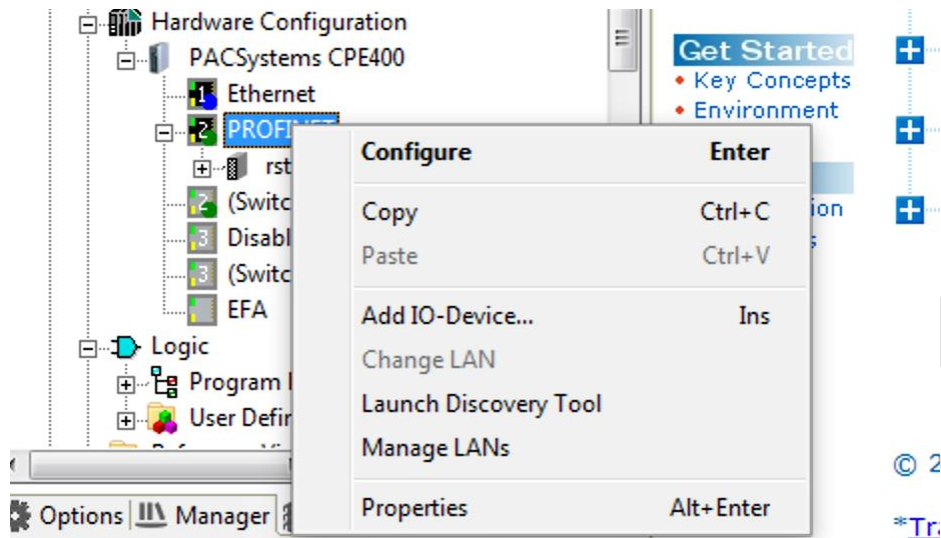 Hardware Configuration
PACSystems CPE400
Ethernet
PROFINET
rst
(Switc
Disabl
(Switc
EFA
Logic
Program
User Defin
Options
Manager
Configure Enter
Copy Ctrl+C
Paste Ctrl+V
Add IO-Device... Ins
Change LAN
Launch Discovery Tool
Manage LANs
Properties Alt+Enter
Get Started
• Key Concepts
• Environment
ion
s
© 2
*Tra